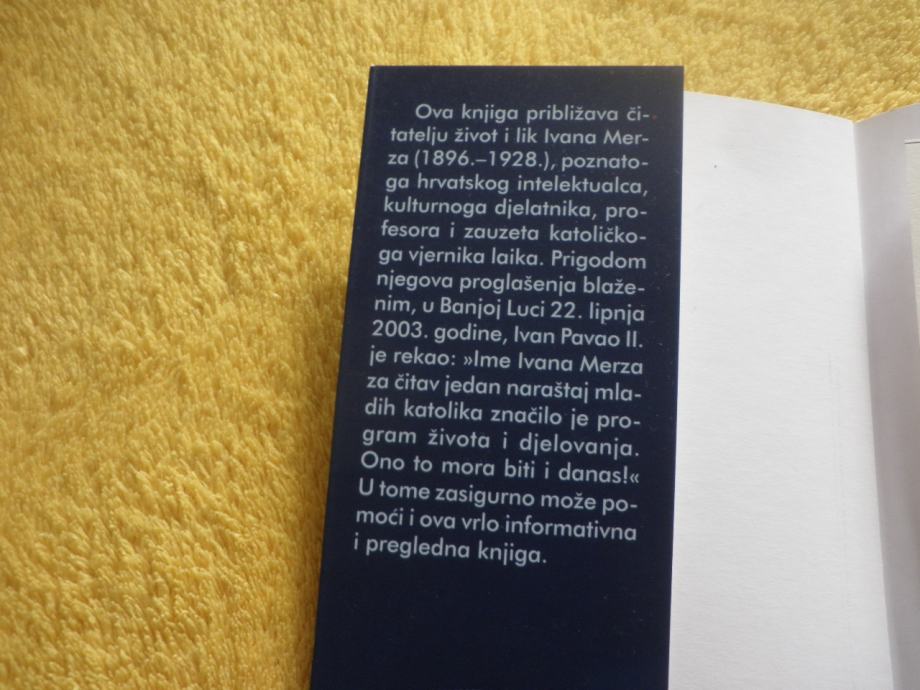 Ova knjiga približava či-
tatelju život i lik Ivana Mer-
za (1896.–1928.), poznato-
ga hrvatskog intelektualca,
kulturnoga djelatnika, pro-
fesora i zauzeta katoličko-
ga vjernika laika. Prigodom
njegova proglašenja blaže-
nim, u Banjoj Luci 22. lipnja
2003. godine, Ivan Pavao II.
je rekao: »Ime Ivana Merza
za čitav jedan naraštaj mla-
dih katolika značilo je pro-
gram života i djelovanja.
Ono to mora biti i danas!«
U tome zasigurno može po-
moći i ova vrlo informativna
i pregledna knjiga.